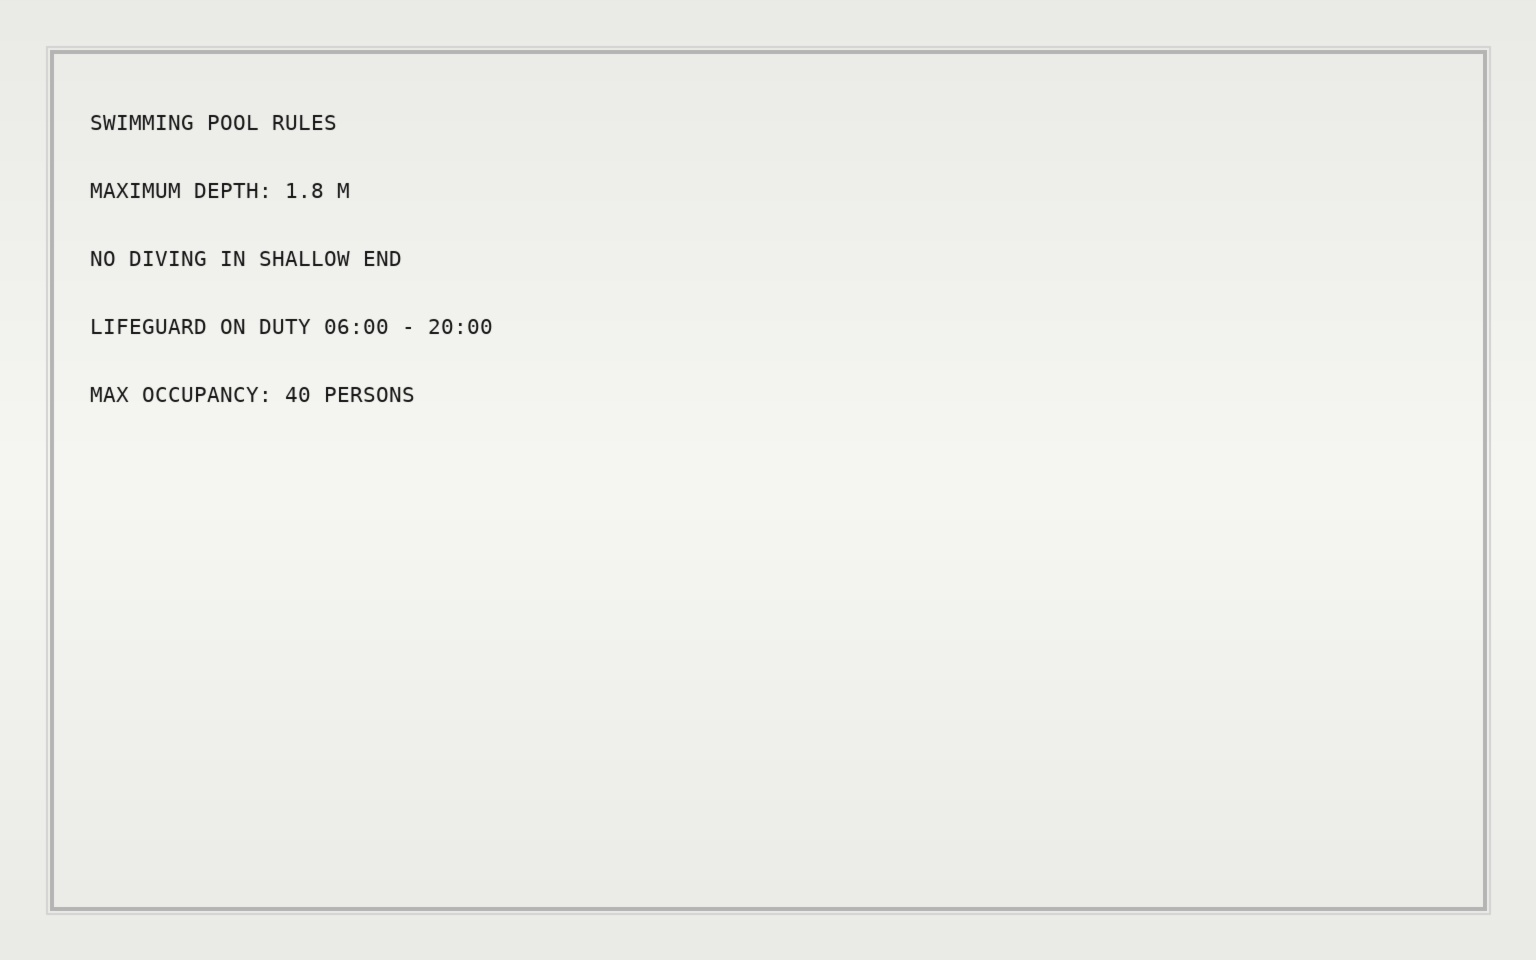 SWIMMING POOL RULES
MAXIMUM DEPTH: 1.8 M
NO DIVING IN SHALLOW END
LIFEGUARD ON DUTY 06:00 - 20:00
MAX OCCUPANCY: 40 PERSONS